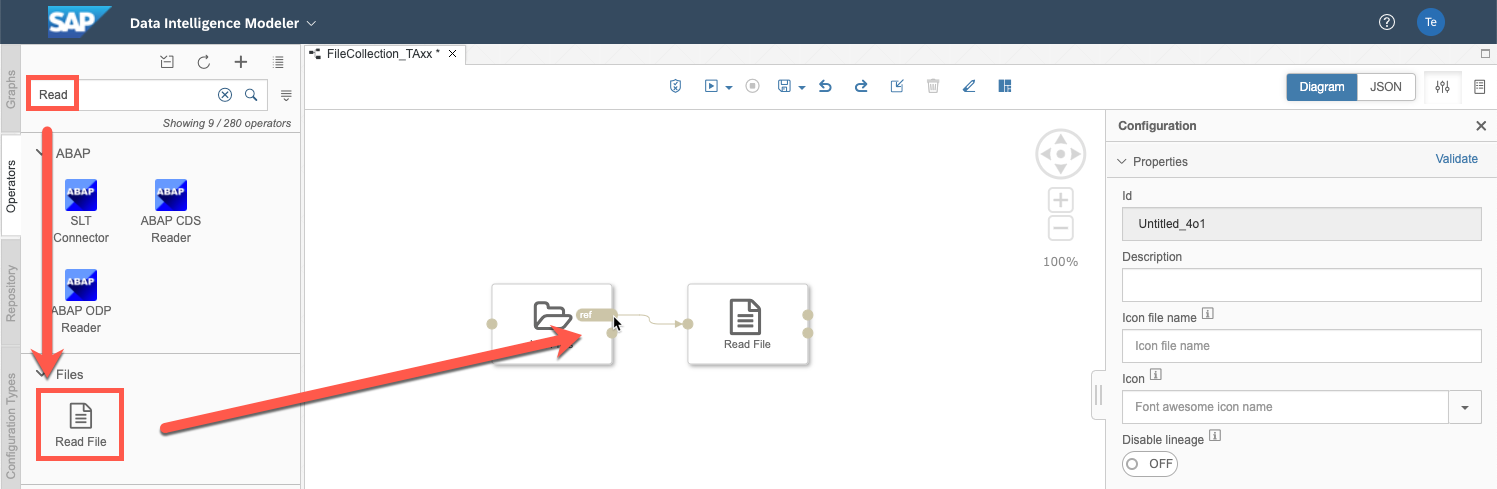 SAP
Data Intelligence Modeler
?
Te
Graphs
Operators
Repository
Configuration Types
FileCollection_TAxx *
Read
Showing 9 / 280 operators
ABAP
ABAP
SLT
Connector
ABAP
ABAP CDS
Reader
ABAP
ABAP ODP
Reader
Files
Read File
Diagram
JSON
100%
ref
Read File
Configuration
Properties
Validate
Id
Untitled_4o1
Description
Icon file name
Icon file name
Icon
Font awesome icon name
Disable lineage
OFF